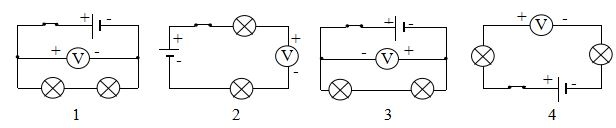 + -
+ V -
1
+ -
+ V -
2
+ -
- V +
3
+ V -
+ -
4